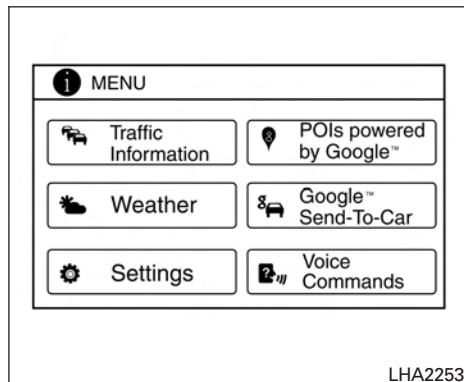 MENU
Traffic
Information
POIs powered
by Google™
Weather
Google™
Send-To-Car
Settings
Voice
Commands
LHA2253